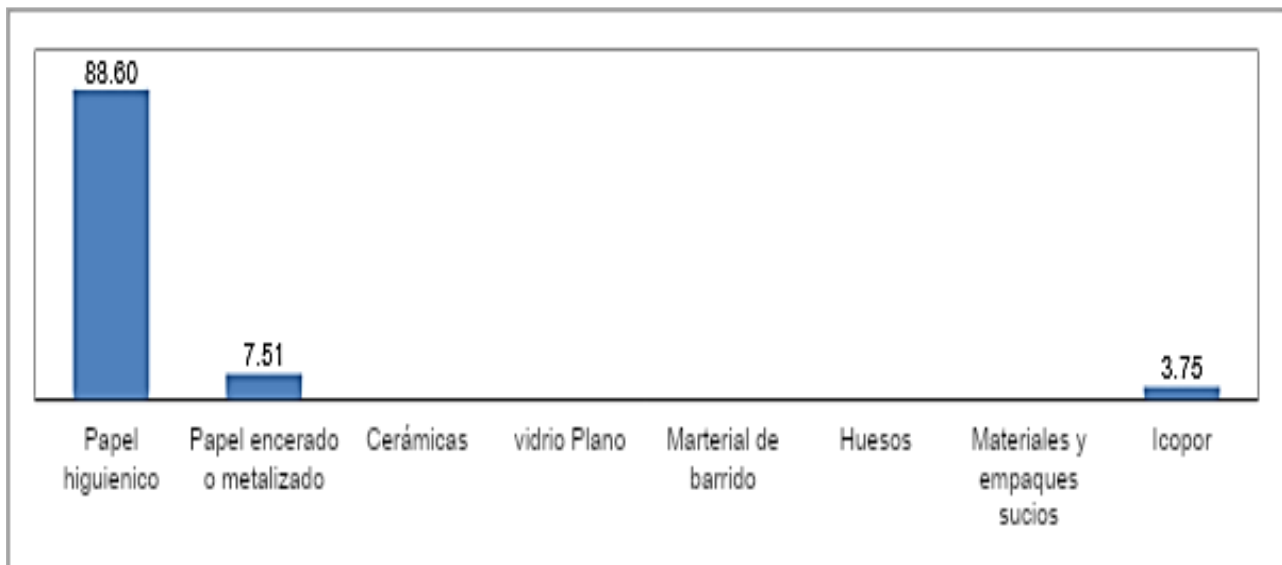 88.60
7.51
3.75
Papel
higuienico
Papel encerado
o metalizado
Cerámicas
vidrio Plano
Marterial de
barrido
Huesos
Materiales y
empaques
sucios
Icopor